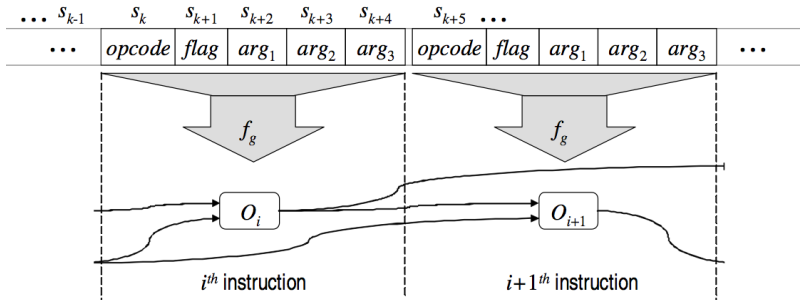 ... s_{k-1} s_k s_{k+1} s_{k+2} s_{k+3} s_{k+4} s_{k+5} ...
... opcode flag arg_1 arg_2 arg_3 opcode flag arg_1 arg_2 arg_3 ...
f_g f_g
O_i O_{i+1}
i^{th} instruction i+1^{th} instruction